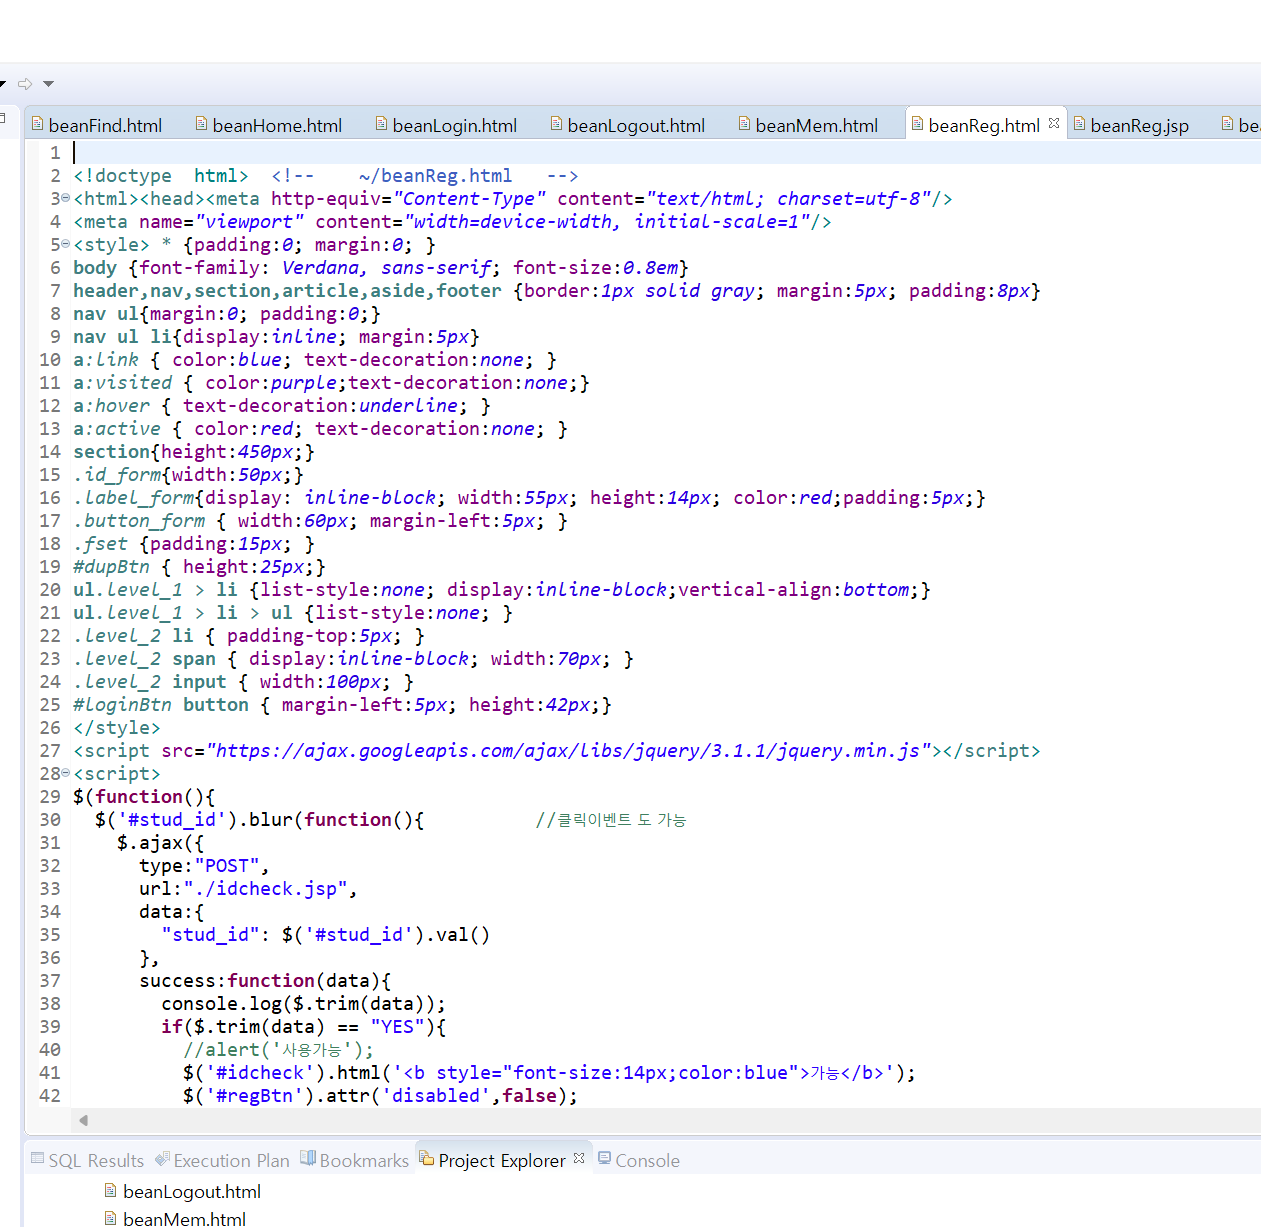 beanFind.html beanHome.html beanLogin.html beanLogout.html beanMem.html beanReg.html beanReg.jsp be
1
2 <!doctype  html>  <!--    ~/beanReg.html   -->
3 <html><head><meta http-equiv="Content-Type" content="text/html; charset=utf-8"/>
4 <meta name="viewport" content="width=device-width, initial-scale=1"/>
5 <style> * {padding:0; margin:0; }
6 body {font-family: Verdana, sans-serif; font-size:0.8em}
7 header,nav,section,article,aside,footer {border:1px solid gray; margin:5px; padding:8px}
8 nav ul{margin:0; padding:0;}
9 nav ul li{display:inline; margin:5px}
10 a:link { color:blue; text-decoration:none; }
11 a:visited { color:purple;text-decoration:none;}
12 a:hover { text-decoration:underline; }
13 a:active { color:red; text-decoration:none; }
14 section{height:450px;}
15 .id_form{width:50px;}
16 .label_form{display: inline-block; width:55px; height:14px; color:red;padding:5px;}
17 .button_form { width:60px; margin-left:5px; }
18 .fset {padding:15px; }
19 #dupBtn { height:25px;}
20 ul.level_1 > li {list-style:none; display:inline-block;vertical-align:bottom;}
21 ul.level_1 > li > ul {list-style:none; }
22 .level_2 li { padding-top:5px; }
23 .level_2 span { display:inline-block; width:70px; }
24 .level_2 input { width:100px; }
25 #loginBtn button { margin-left:5px; height:42px;}
26 </style>
27 <script src="https://ajax.googleapis.com/ajax/libs/jquery/3.1.1/jquery.min.js"></script>
28 <script>
29 $(function(){
30   $('#stud_id').blur(function(){          //클릭이벤트 도 가능
31     $.ajax({
32       type:"POST",
33       url:"./idcheck.jsp",
34       data:{
35         "stud_id": $('#stud_id').val()
36       },
37       success:function(data){
38         console.log($.trim(data));
39         if($.trim(data) == "YES"){
40           //alert('사용가능');
41           $('#idcheck').html('<b style="font-size:14px;color:blue">가능</b>');
42           $('#regBtn').attr('disabled',false);
SQL Results Execution Plan Bookmarks Project Explorer Console
beanLogout.html
beanMem.html